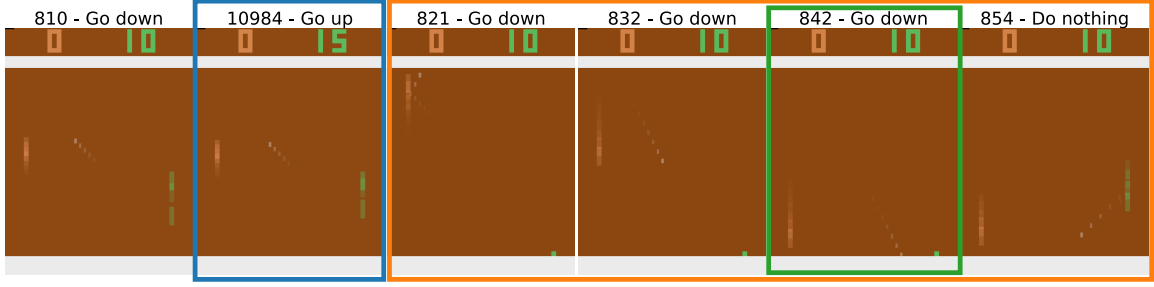 810 - Go down
10984 - Go up
821 - Go down
832 - Go down
842 - Go down
854 - Do nothing
0 10
0 15
0 10
0 10
0 10
0 10